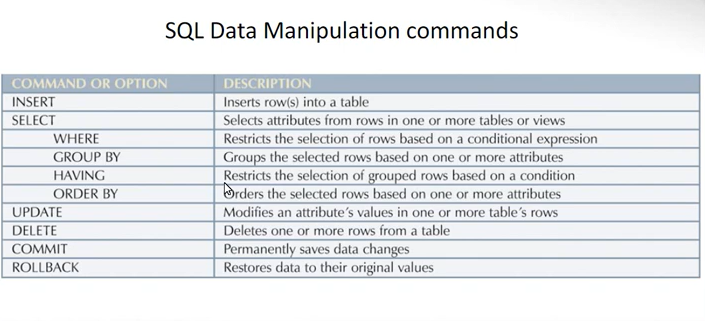 SQL Data Manipulation commands
COMMAND OR OPTION DESCRIPTION
INSERT Inserts row(s) into a table
SELECT Selects attributes from rows in one or more tables or views
WHERE Restricts the selection of rows based on a conditional expression
GROUP BY Groups the selected rows based on one or more attributes
HAVING Restricts the selection of grouped rows based on a condition
ORDER BY Orders the selected rows based on one or more attributes
UPDATE Modifies an attribute's values in one or more table's rows
DELETE Deletes one or more rows from a table
COMMIT Permanently saves data changes
ROLLBACK Restores data to their original values